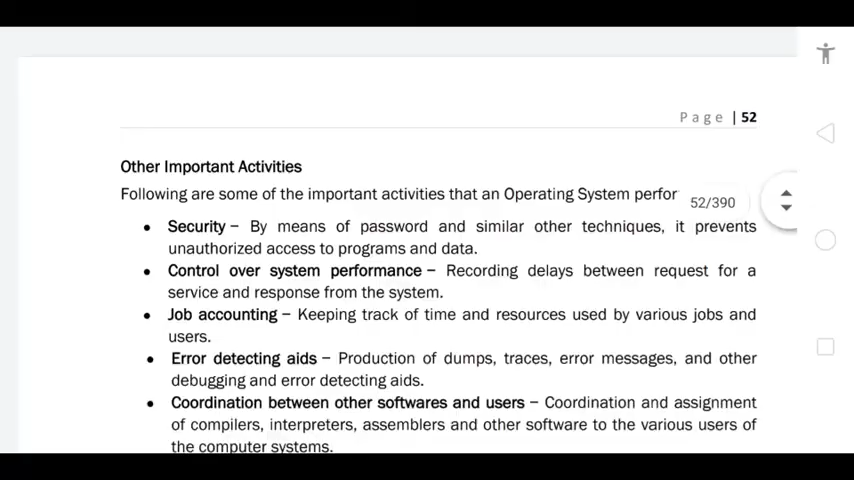 Page | 52
Other Important Activities
Following are some of the important activities that an Operating System perfor
52/390
• Security – By means of password and similar other techniques, it prevents
unauthorized access to programs and data.
• Control over system performance – Recording delays between request for a
service and response from the system.
• Job accounting – Keeping track of time and resources used by various jobs and
users.
• Error detecting aids – Production of dumps, traces, error messages, and other
debugging and error detecting aids.
• Coordination between other softwares and users – Coordination and assignment
of compilers, interpreters, assemblers and other software to the various users of
the computer systems.